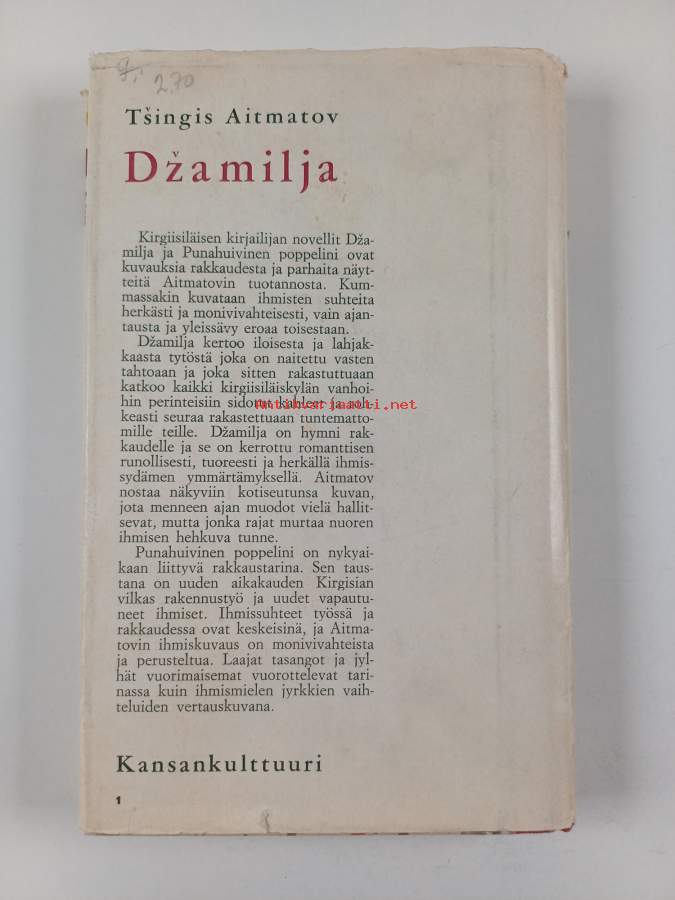 9,- 2.70
Tšingis Aitmatov
Džamilja
Kirgiisiläisen kirjailijan novellit Dža-
milja ja Punahuivinen poppelini ovat
kuvauksia rakkaudesta ja parhaita näyt-
teitä Aitmatovin tuotannosta. Kum-
massakin kuvataan ihmisten suhteita
herkästi ja monivivahteisesti, vain ajan-
tausta ja yleissävy eroaa toisestaan.
Džamilja kertoo iloisesta ja lahjak-
kaasta tytöstä joka on naitettu vasten
tahtoaan ja joka sitten rakastuttuaan
katkoo kaikki kirgiisiläiskylän vanhoi-
hin perinteisiin sidotut kahleet ja roh-
keasti seuraa rakastettuaan tuntematto-
mille teille. Džamilja on hymni rak-
kaudelle ja se on kerrottu romanttisen
runollisesti, tuoreesti ja herkällä ihmis-
sydämen ymmärtämyksellä. Aitmatov
nostaa näkyviin kotiseutunsa kuvan,
jota menneen ajan muodot vielä hallit-
sevat, mutta jonka rajat murtaa nuoren
ihmisen hehkuva tunne.
Punahuivinen poppelini on nykyai-
kaan liittyvä rakkaustarina. Sen taus-
tana on uuden aikakauden Kirgisian
vilkas rakennustyö ja uudet vapautu-
neet ihmiset. Ihmissuhteet työssä ja
rakkaudessa ovat keskeisinä, ja Aitma-
tovin ihmiskuvaus on monivivahteista
ja perusteltua. Laajat tasangot ja jyl-
hät vuorimaisemat vuorottelevat tari-
nassa kuin ihmismielen jyrkkien vaih-
teluiden vertauskuvana.
Kansankulttuuri
1
Antikvariaatti.net